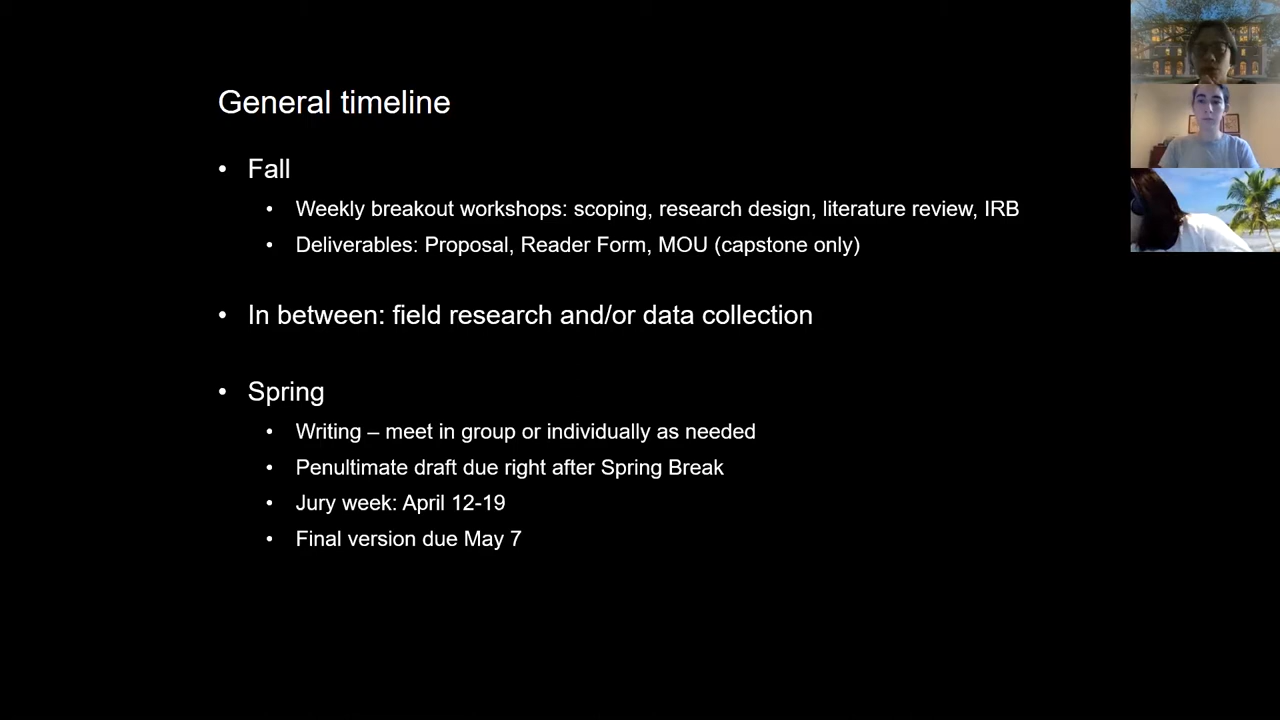 General timeline
• Fall
• Weekly breakout workshops: scoping, research design, literature review, IRB
• Deliverables: Proposal, Reader Form, MOU (capstone only)
• In between: field research and/or data collection
• Spring
• Writing – meet in group or individually as needed
• Penultimate draft due right after Spring Break
• Jury week: April 12-19
• Final version due May 7